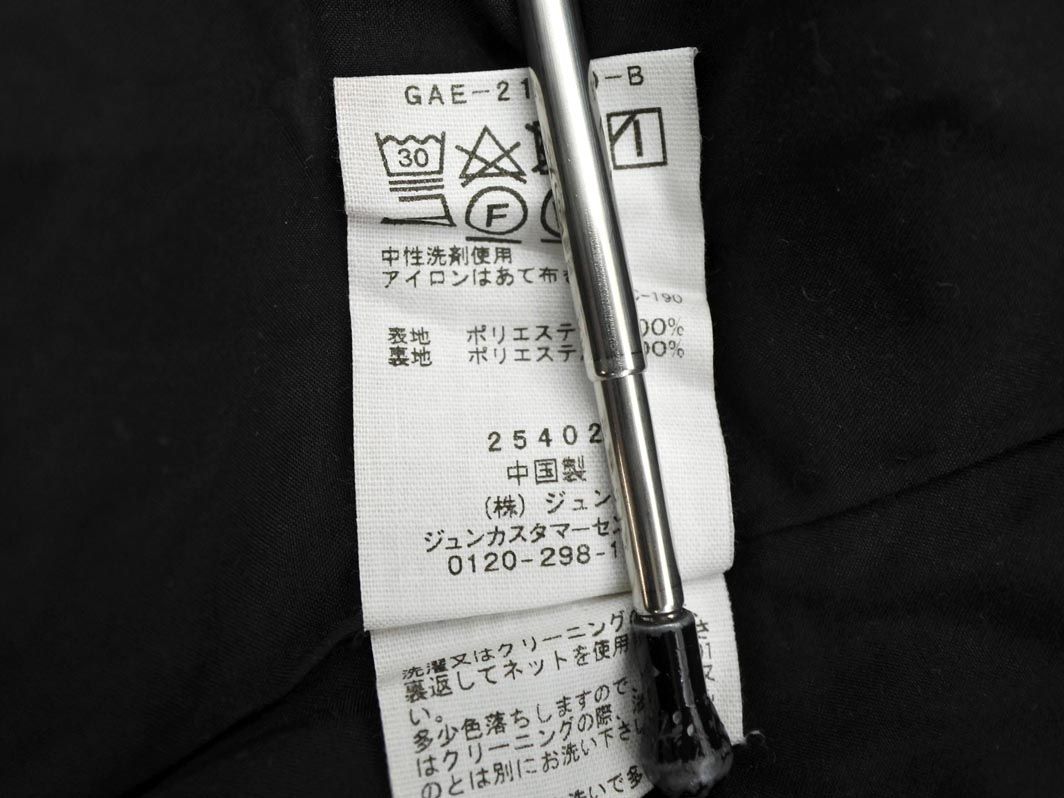 GAE-21 -B
30
F
中性洗剤使用
アイロンはあて布
-190
表地 ポリエステ 00%
裏地 ポリエステ 00%
25402
中国製
(株) ジュン
ジュンカスタマーセン
0120-298-
洗濯又はクリーニング
裏返してネットを使用
い。
多少色落ちしますので、
はクリーニングの際、
のとは別にお洗い下さい
洗いで多